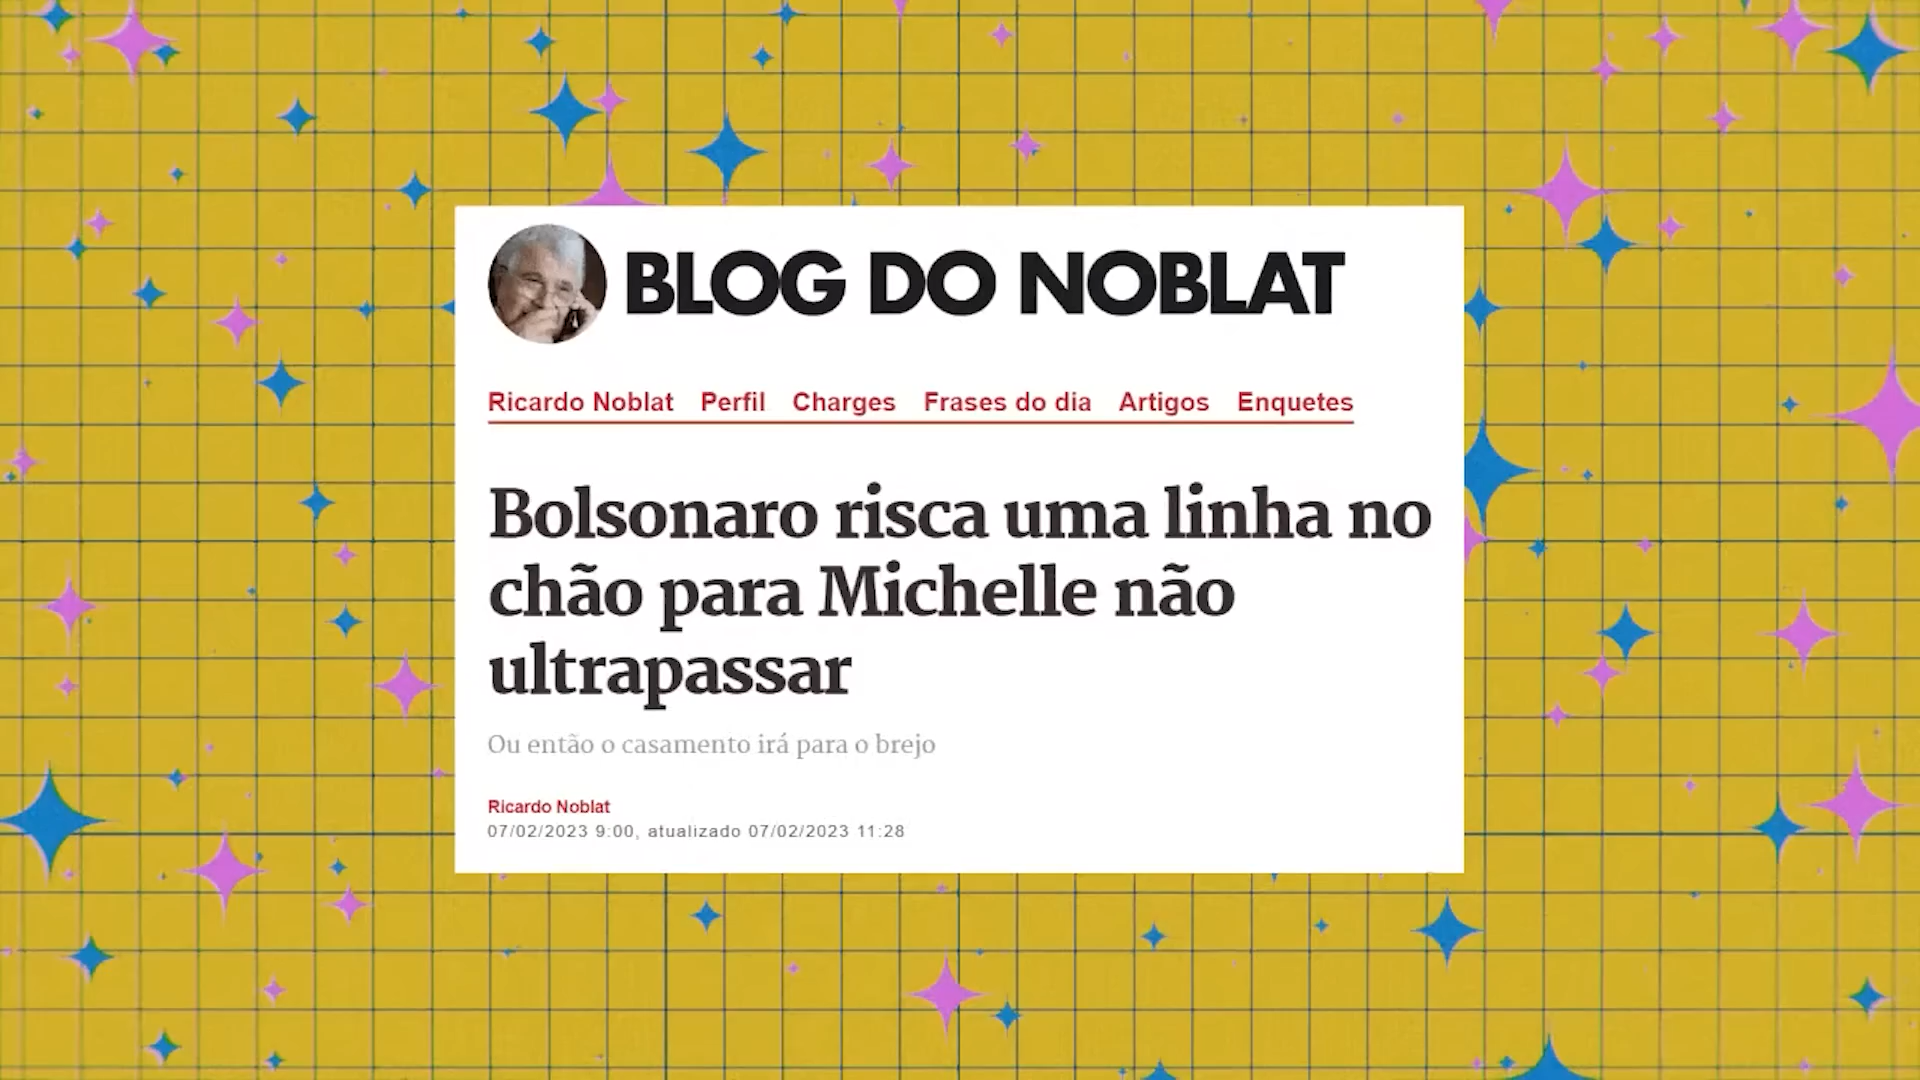 BLOG DO NOBLAT
Ricardo Noblat Perfil Charges Frases do dia Artigos Enquetes
Bolsonaro risca uma linha no
chão para Michelle não
ultrapassar
Ou então o casamento irá para o brejo
Ricardo Noblat
07/02/2023 9:00, atualizado 07/02/2023 11:28